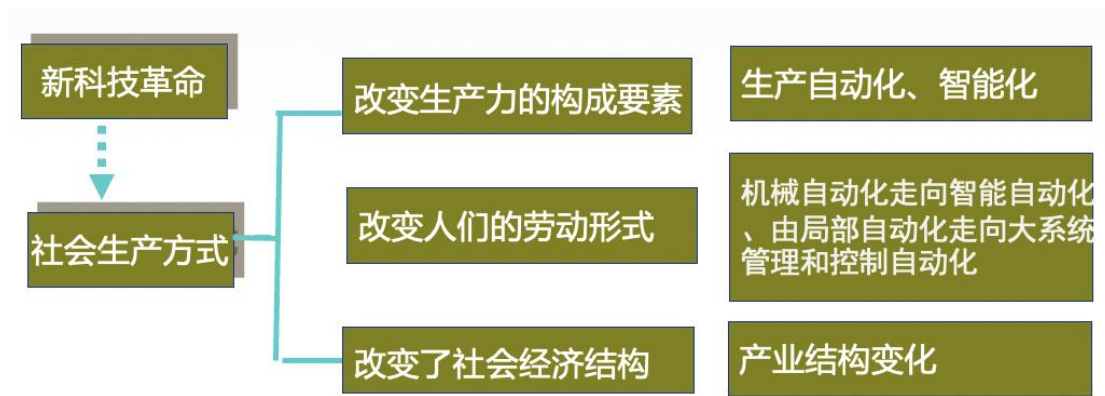 新科技革命
社会生产方式
改变生产力的构成要素
生产自动化、智能化
改变人们的劳动形式
机械自动化走向智能自动化
、由局部自动化走向大系统
管理和控制自动化
改变了社会经济结构
产业结构变化